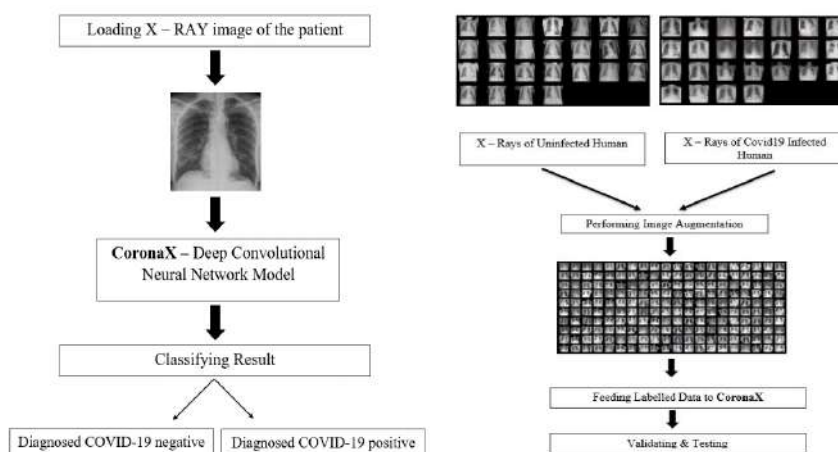 Loading X – RAY image of the patient
CoronaX – Deep Convolutional
Neural Network Model
Classifying Result
Diagnosed COVID-19 negative
Diagnosed COVID-19 positive
X – Rays of Uninfected Human
X – Rays of Covid19 Infected
Human
Performing Image Augmentation
Feeding Labelled Data to CoronaX
Validating & Testing